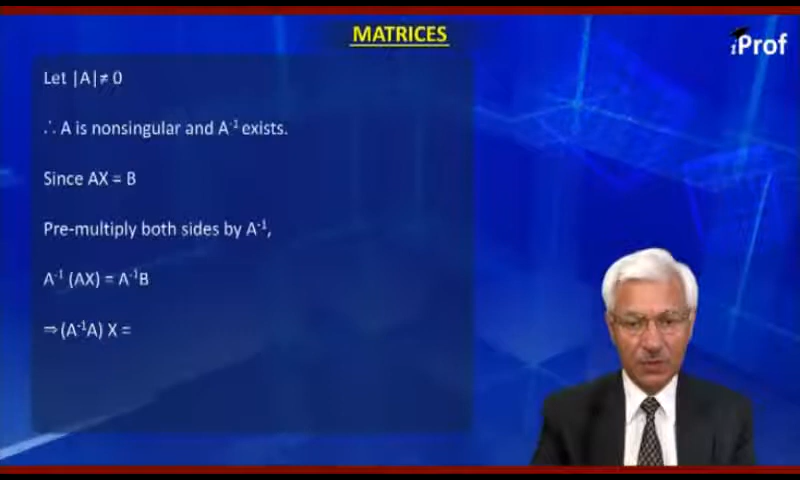 MATRICES
iProf
Let |A| ≠ 0
∴ A is nonsingular and A⁻¹ exists.
Since AX = B
Pre-multiply both sides by A⁻¹,
A⁻¹ (AX) = A⁻¹B
⇒ (A⁻¹A) X =